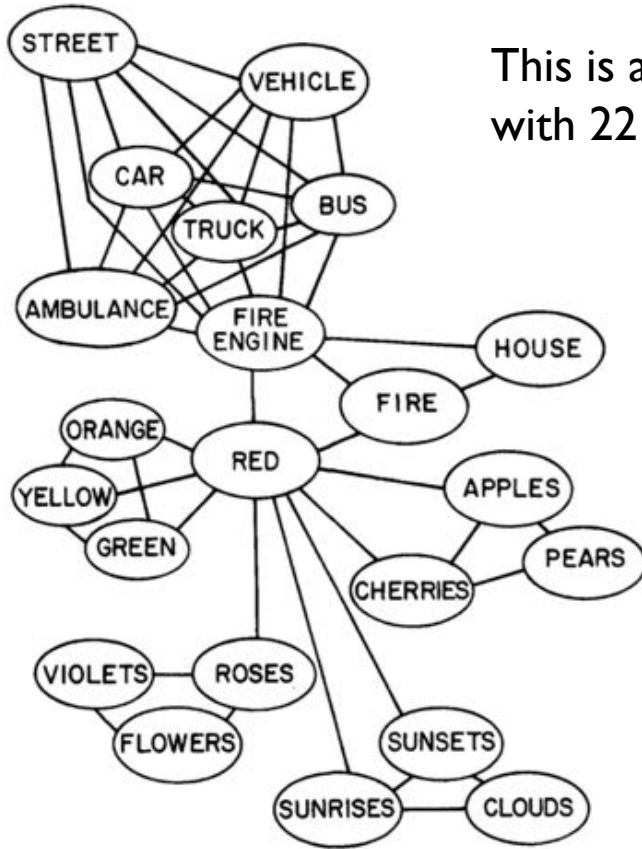 STREET
VEHICLE
This is a
with 22
CAR
TRUCK
BUS
AMBULANCE
FIRE
ENGINE
HOUSE
FIRE
ORANGE
RED
YELLOW
APPLES
GREEN
PEARS
CHERRIES
VIOLETS
ROSES
FLOWERS
SUNSETS
SUNRISES
CLOUDS